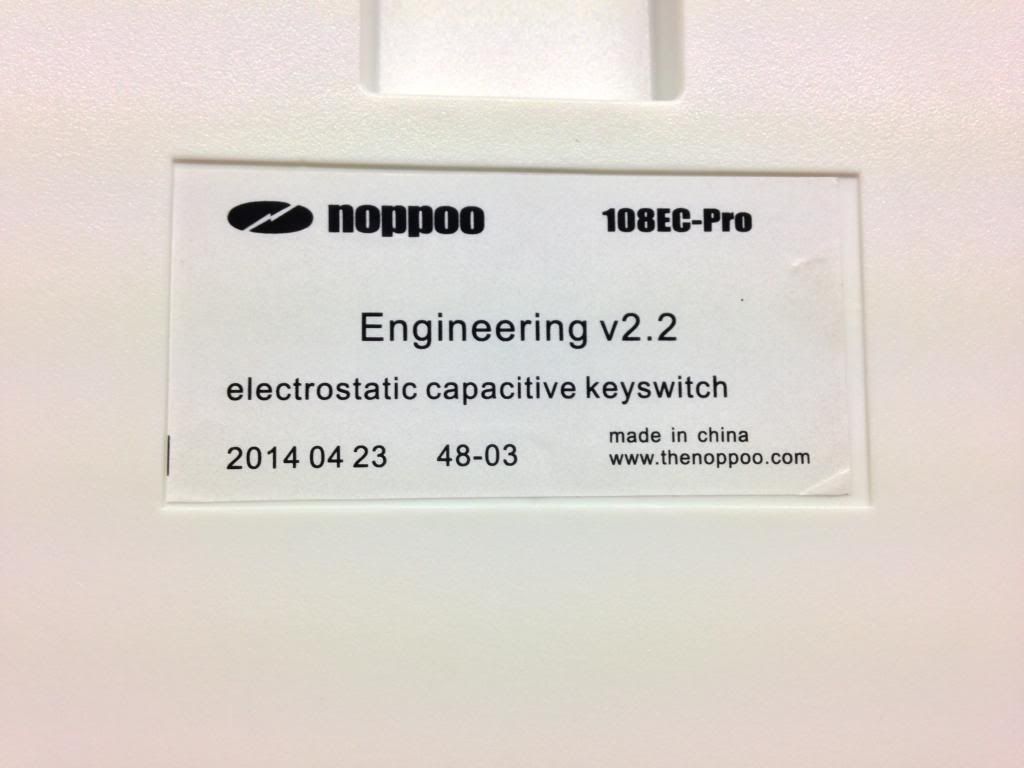 noppoo 108EC-Pro
Engineering v2.2
electrostatic capacitive keyswitch
made in china
2014 04 23 48-03 www.thenoppoo.com